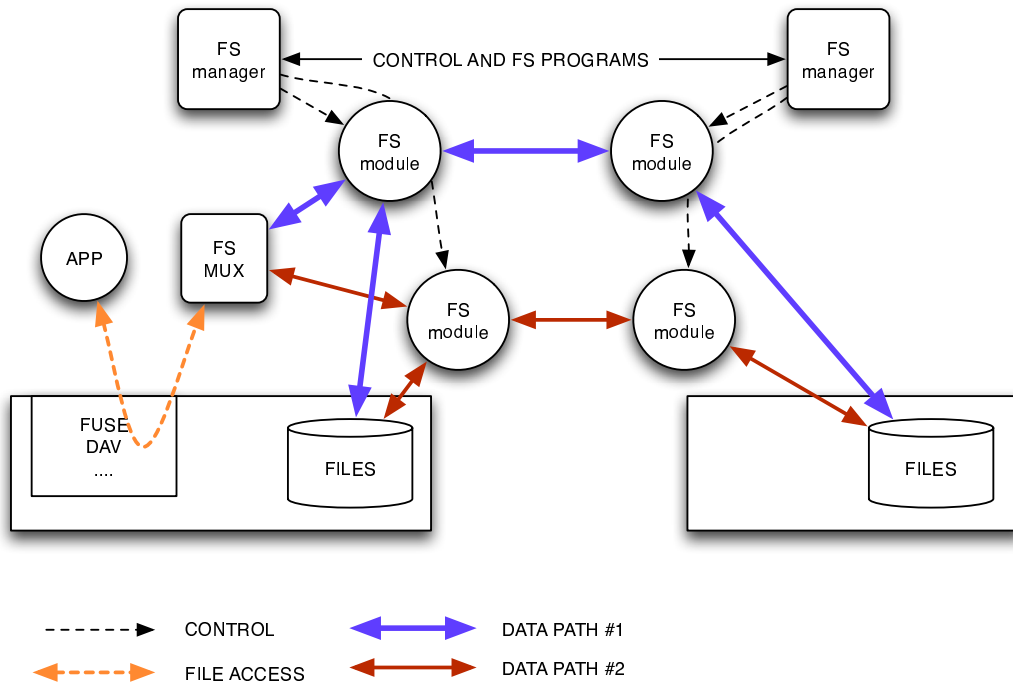 FS
manager
CONTROL AND FS PROGRAMS
FS
manager
FS
module
FS
module
APP
FS
MUX
FS
module
FS
module
FUSE
DAV
....
FILES
FILES
CONTROL
DATA PATH #1
FILE ACCESS
DATA PATH #2